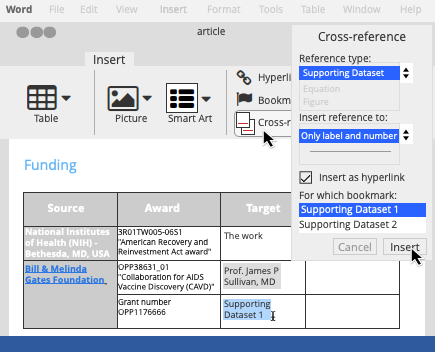 Word File Edit View Insert Format Tools Table Window Help
article
Insert
Table
Picture
Smart Art
Hyperli
Bookm
Cross-r
Cross-reference
Reference type:
Supporting Dataset
Equation
Figure
Insert reference to:
Only label and number
Insert as hyperlink
For which bookmark:
Supporting Dataset 1
Supporting Dataset 2
Cancel Insert
Funding
Source Award Target
National Institutes
of Health (NIH) -
Bethesda, MD, USA
3R01TW005-06S1
"American Recovery and
Reinvestment Act award"
The work
Bill & Melinda
Gates Foundation
OPP38631_01
"Collaboration for AIDS
Vaccine Discovery (CAVD)"
Prof. James P
Sullivan, MD
Grant number
OPP1176666
Supporting
Dataset 1